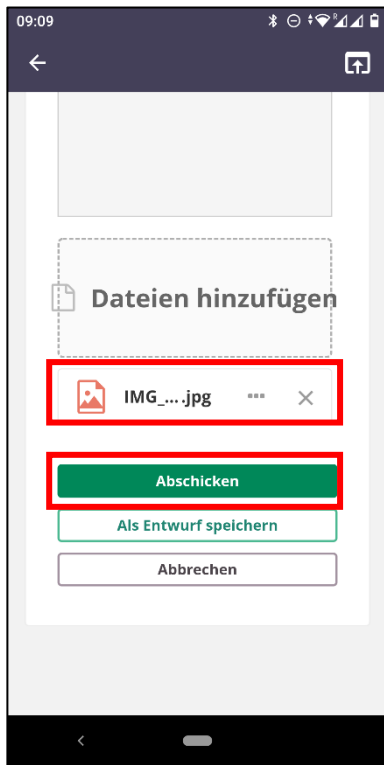 09:09
Dateien hinzufügen
IMG_....jpg
Abschicken
Als Entwurf speichern
Abbrechen